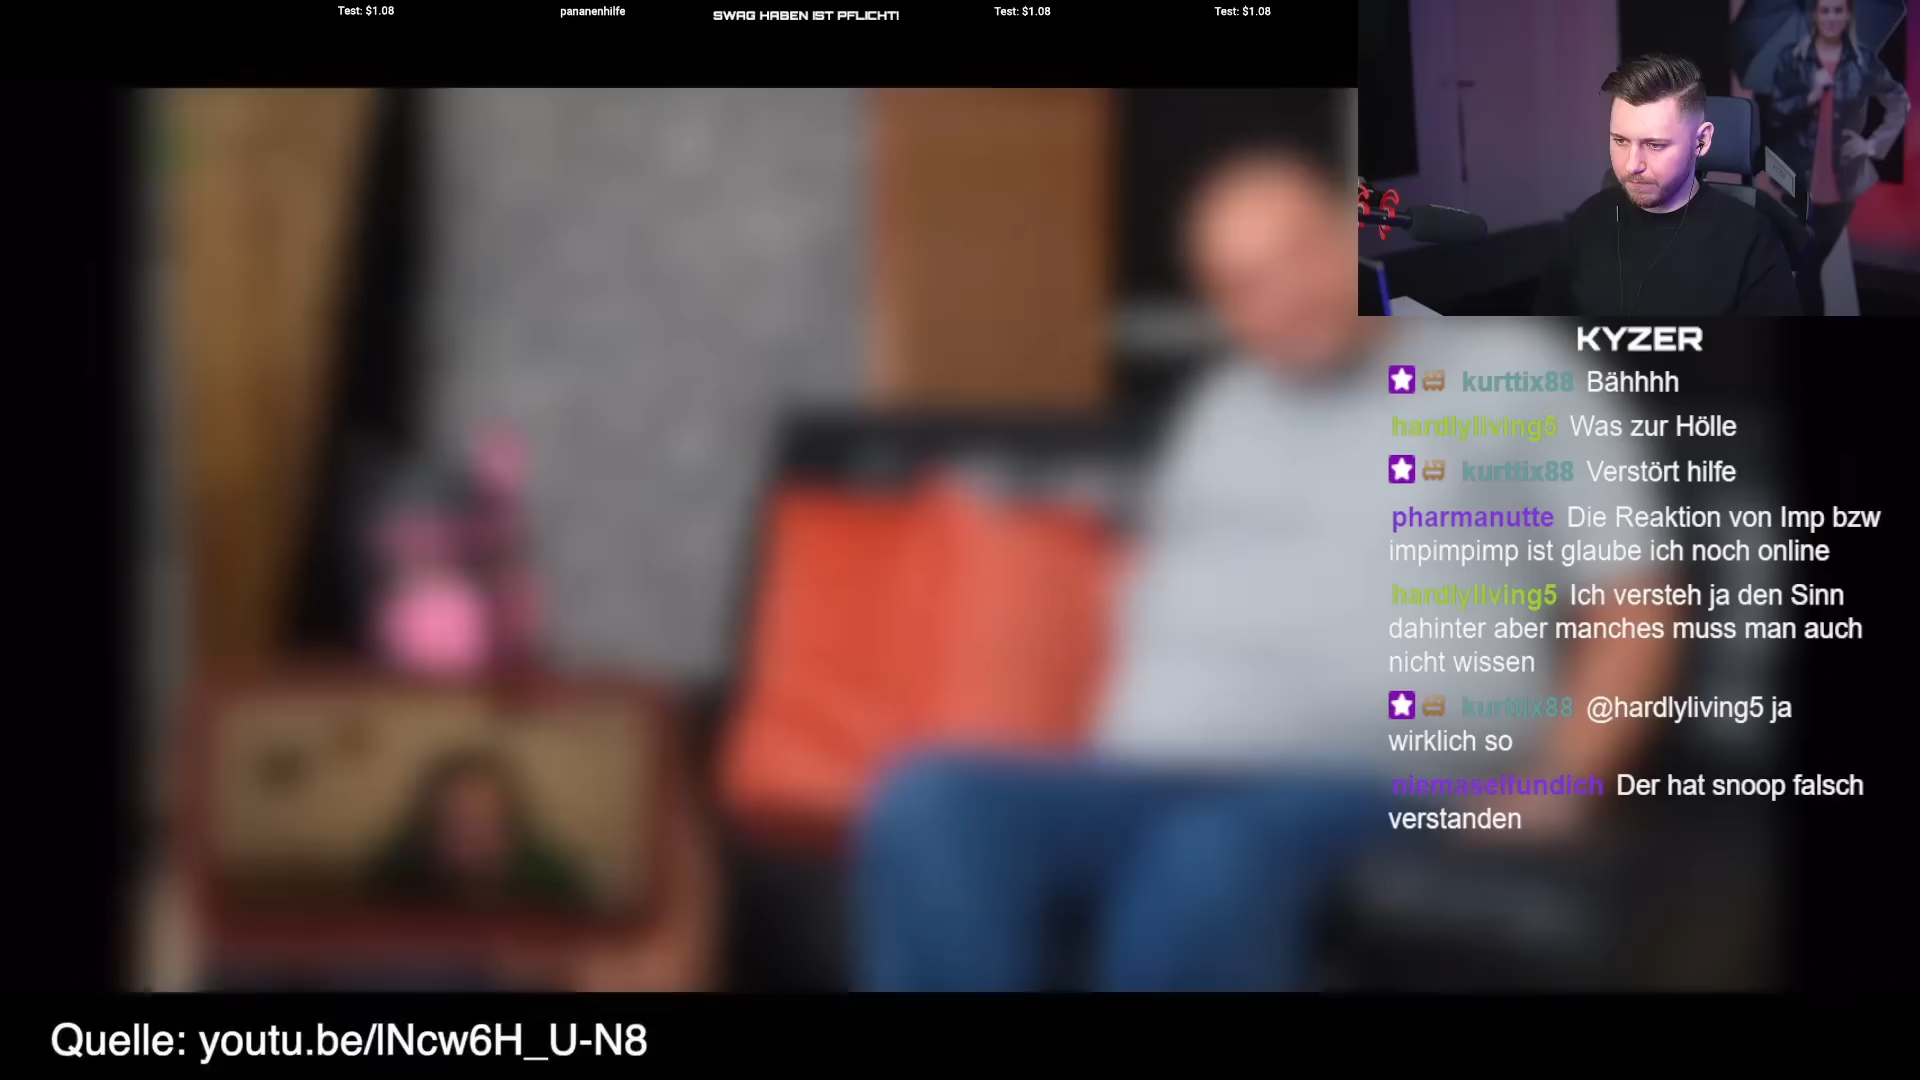 Test: $1.08
pananenhilfe
SWAG HABEN IST PFLICHT!
Test: $1.08
Test: $1.08
KYZER
kurttix88 Bähhhh
hardlyliving5 Was zur Hölle
kurttix88 Verstört hilfe
pharmanutte Die Reaktion von Imp bzw
impimpimp ist glaube ich noch online
hardlyliving5 Ich versteh ja den Sinn
dahinter aber manches muss man auch
nicht wissen
kurttix88 @hardlyliving5 ja
wirklich so
niemaselfundich Der hat snoop falsch
verstanden
Quelle: youtu.be/lNcw6H_U-N8